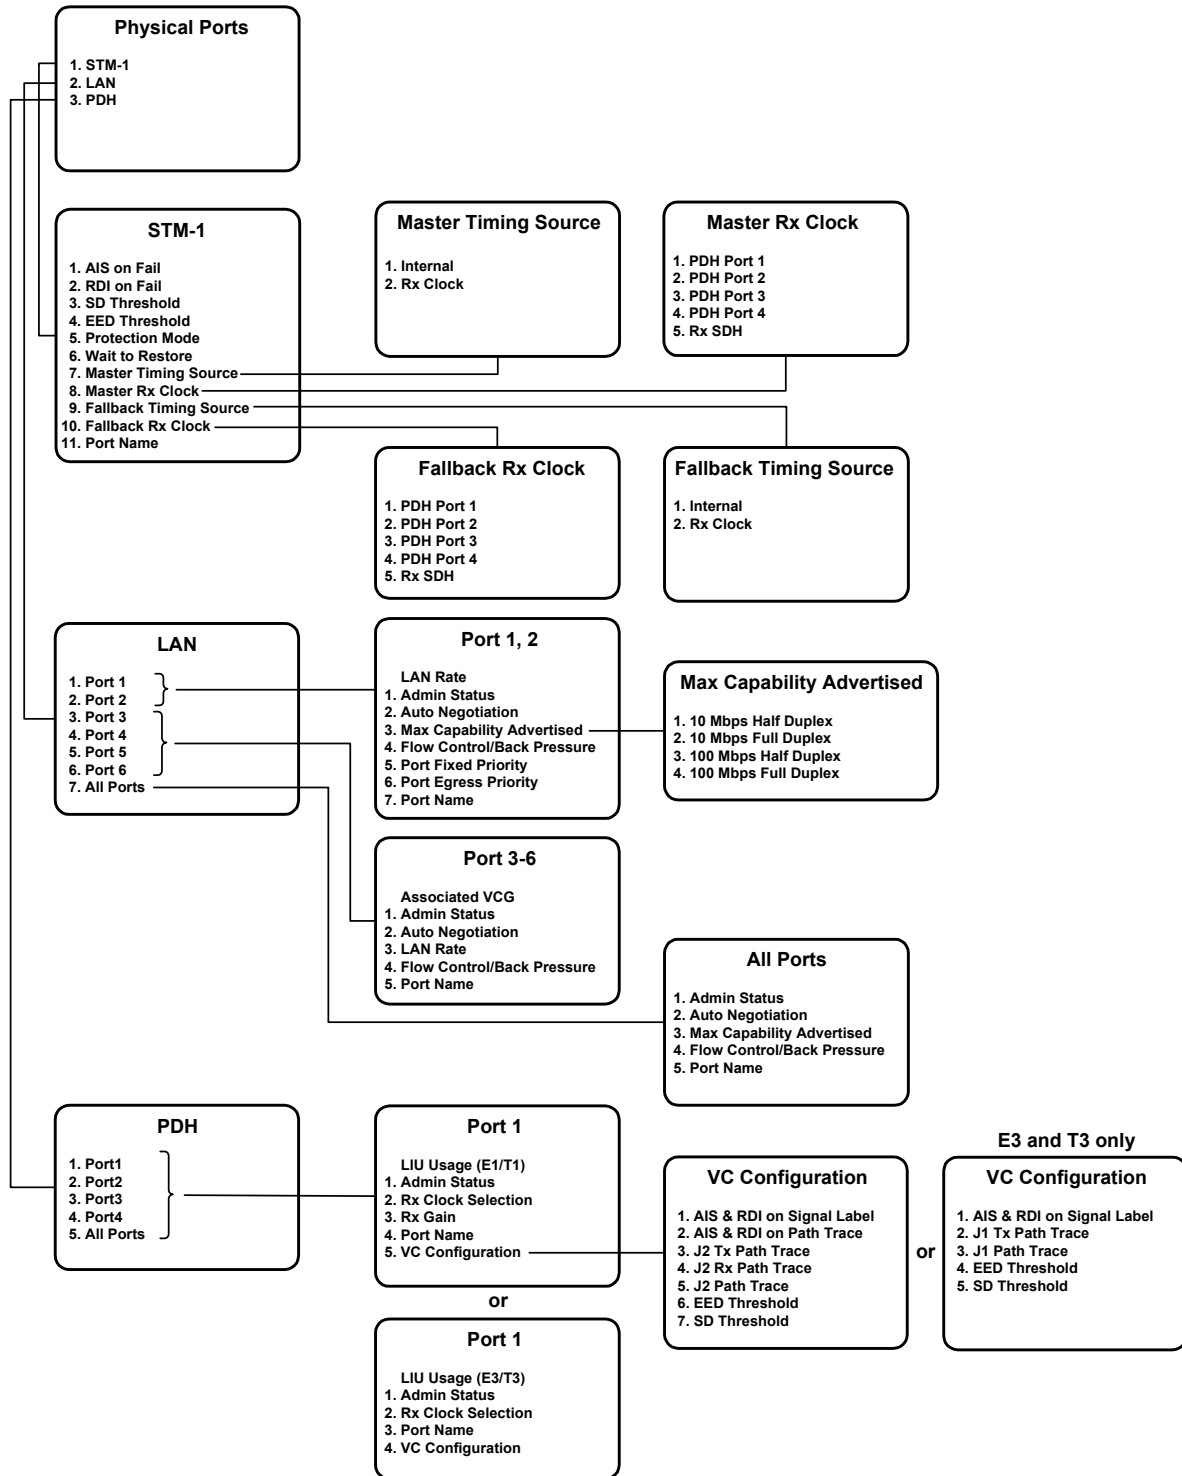 Physical Ports
1. STM-1
2. LAN
3. PDH
STM-1
1. AIS on Fail
2. RDI on Fail
3. SD Threshold
4. EED Threshold
5. Protection Mode
6. Wait to Restore
7. Master Timing Source
8. Master Rx Clock
9. Fallback Timing Source
10. Fallback Rx Clock
11. Port Name
Master Timing Source
1. Internal
2. Rx Clock
Master Rx Clock
1. PDH Port 1
2. PDH Port 2
3. PDH Port 3
4. PDH Port 4
5. Rx SDH
Fallback Rx Clock
1. PDH Port 1
2. PDH Port 2
3. PDH Port 3
4. PDH Port 4
5. Rx SDH
Fallback Timing Source
1. Internal
2. Rx Clock
LAN
1. Port 1
2. Port 2
3. Port 3
4. Port 4
5. Port 5
6. Port 6
7. All Ports
Port 1, 2
LAN Rate
1. Admin Status
2. Auto Negotiation
3. Max Capability Advertised
4. Flow Control/Back Pressure
5. Port Fixed Priority
6. Port Egress Priority
7. Port Name
Max Capability Advertised
1. 10 Mbps Half Duplex
2. 10 Mbps Full Duplex
3. 100 Mbps Half Duplex
4. 100 Mbps Full Duplex
Port 3-6
Associated VCG
1. Admin Status
2. Auto Negotiation
3. LAN Rate
4. Flow Control/Back Pressure
5. Port Name
All Ports
1. Admin Status
2. Auto Negotiation
3. Max Capability Advertised
4. Flow Control/Back Pressure
5. Port Name
PDH
1. Port1
2. Port2
3. Port3
4. Port4
5. All Ports
Port 1
LIU Usage (E1/T1)
1. Admin Status
2. Rx Clock Selection
3. Rx Gain
4. Port Name
5. VC Configuration
or
Port 1
LIU Usage (E3/T3)
1. Admin Status
2. Rx Clock Selection
3. Port Name
4. VC Configuration
VC Configuration
1. AIS & RDI on Signal Label
2. AIS & RDI on Path Trace
3. J2 Tx Path Trace
4. J2 Rx Path Trace
5. J2 Path Trace
6. EED Threshold
7. SD Threshold
or
E3 and T3 only
VC Configuration
1. AIS & RDI on Signal Label
2. J1 Tx Path Trace
3. J1 Path Trace
4. EED Threshold
5. SD Threshold